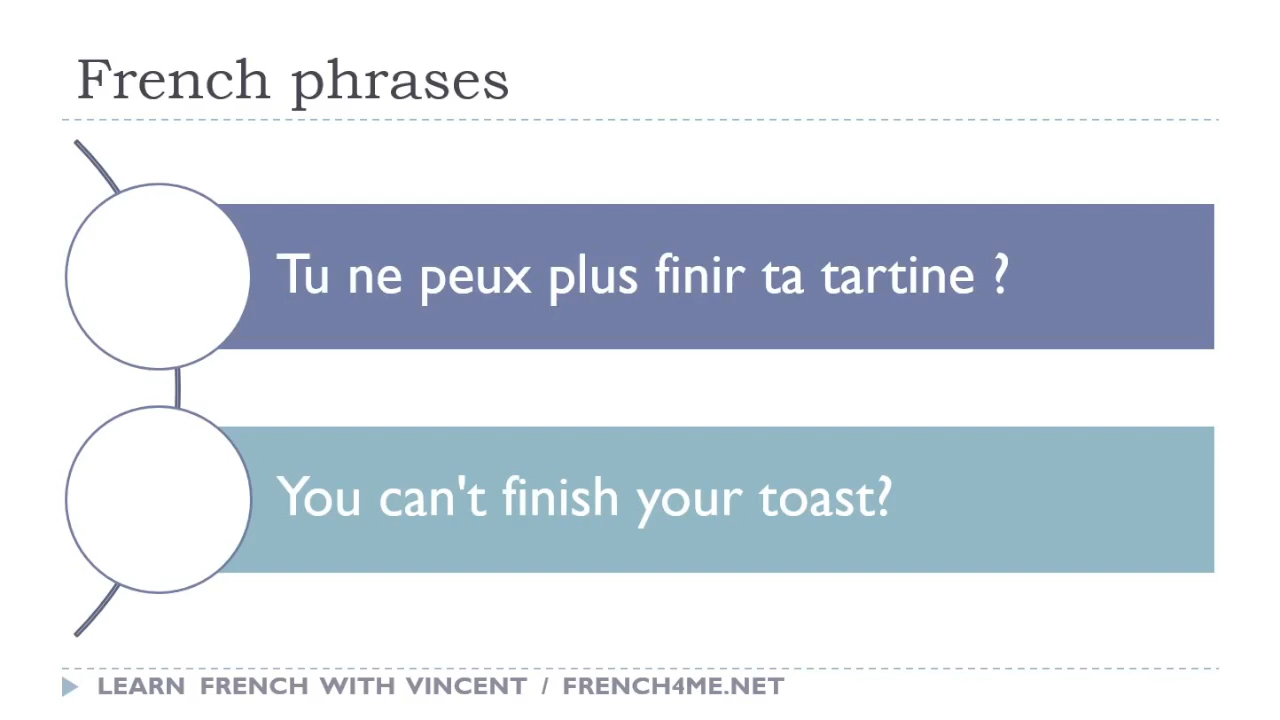 French phrases
Tu ne peux plus finir ta tartine ?
You can't finish your toast?
LEARN FRENCH WITH VINCENT / FRENCH4ME.NET